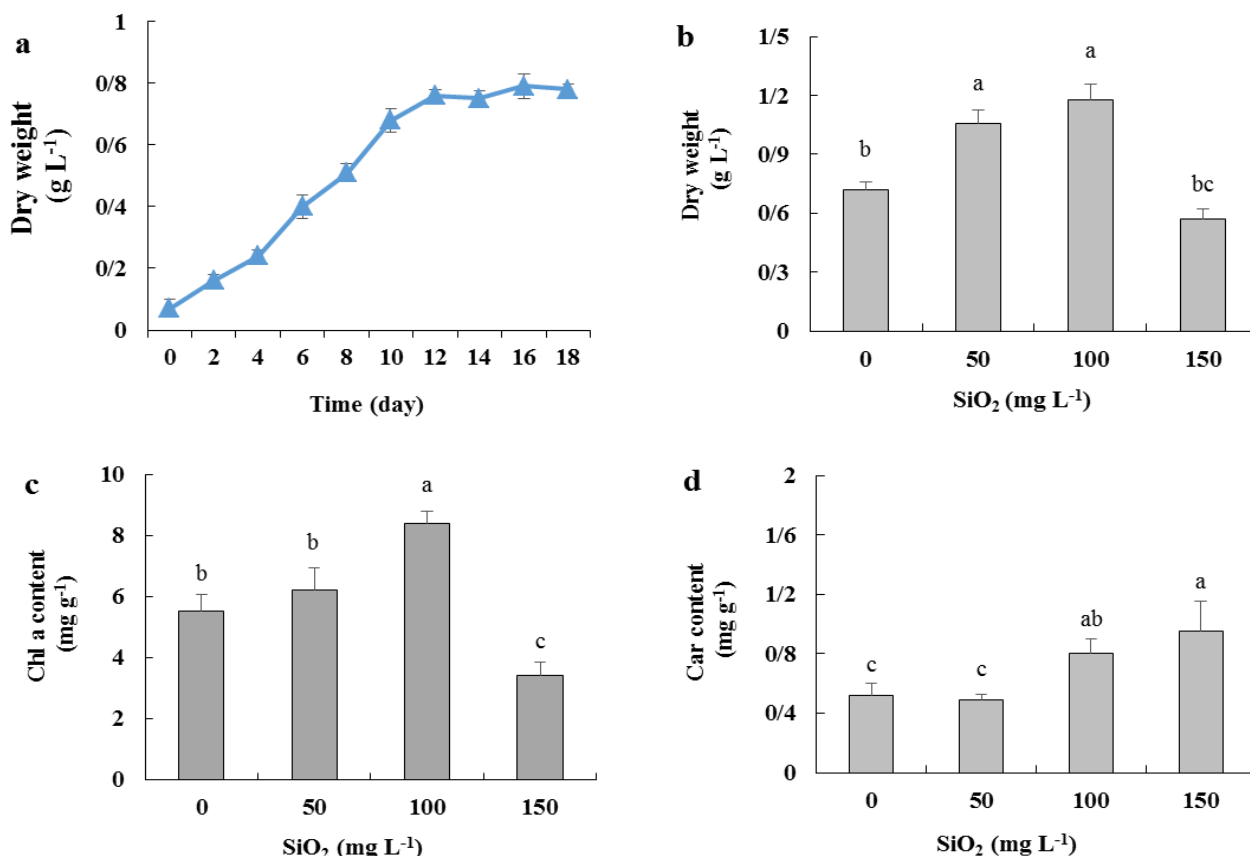 a
Dry weight
(g L⁻¹)
1
0/8
0/6
0/4
0/2
0
0 2 4 6 8 10 12 14 16 18
Time (day)
b
Dry weight
(g L⁻¹)
1/5
1/2
0/9
0/6
0/3
0
b a a bc
0 50 100 150
SiO₂ (mg L⁻¹)
c
Chl a content
(mg g⁻¹)
10
8
6
4
2
0
b b a c
0 50 100 150
SiO₂ (mg L⁻¹)
d
Car content
(mg g⁻¹)
2
1/6
1/2
0/8
0/4
0
c c ab a
0 50 100 150
SiO₂ (mg L⁻¹)